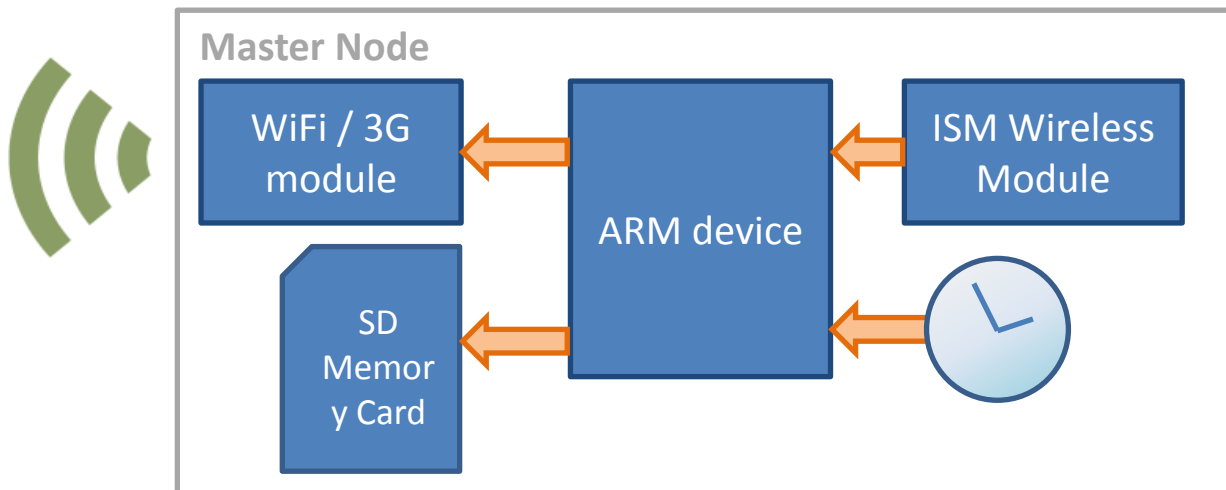 Master Node
WiFi / 3G
module
ARM device
ISM Wireless
Module
SD
Memor
y Card